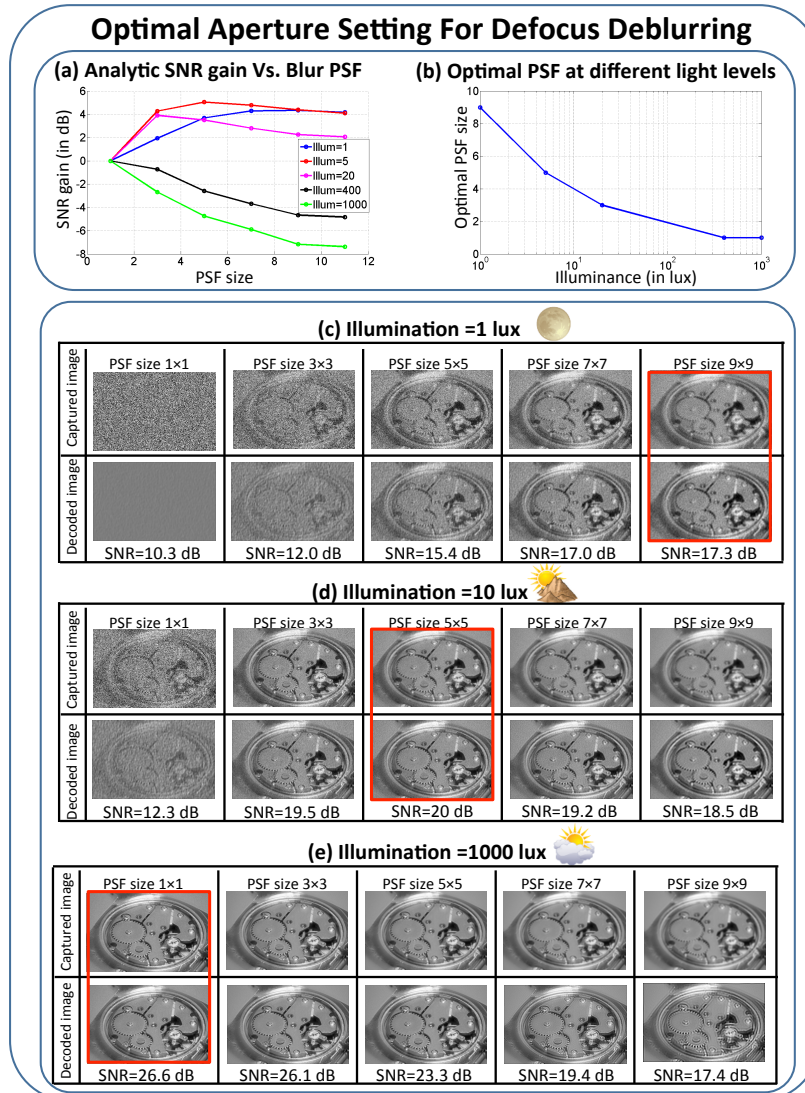 Optimal Aperture Setting For Defocus Deblurring
(a) Analytic SNR gain Vs. Blur PSF
SNR gain (in dB)
6
4
2
0
-2
-4
-6
-8
0 2 4 6 8 10 12
PSF size
Illum=1
Illum=5
Illum=20
Illum=400
Illum=1000
(b) Optimal PSF at different light levels
Optimal PSF size
10
8
6
4
2
0
10^0 10^1 10^2 10^3
Illuminance (in lux)
(c) Illumination =1 lux
PSF size 1×1 PSF size 3×3 PSF size 5×5 PSF size 7×7 PSF size 9×9
Captured image
Decoded image
SNR=10.3 dB SNR=12.0 dB SNR=15.4 dB SNR=17.0 dB SNR=17.3 dB
(d) Illumination =10 lux
PSF size 1×1 PSF size 3×3 PSF size 5×5 PSF size 7×7 PSF size 9×9
Captured image
Decoded image
SNR=12.3 dB SNR=19.5 dB SNR=20 dB SNR=19.2 dB SNR=18.5 dB
(e) Illumination =1000 lux
PSF size 1×1 PSF size 3×3 PSF size 5×5 PSF size 7×7 PSF size 9×9
Captured image
Decoded image
SNR=26.6 dB SNR=26.1 dB SNR=23.3 dB SNR=19.4 dB SNR=17.4 dB